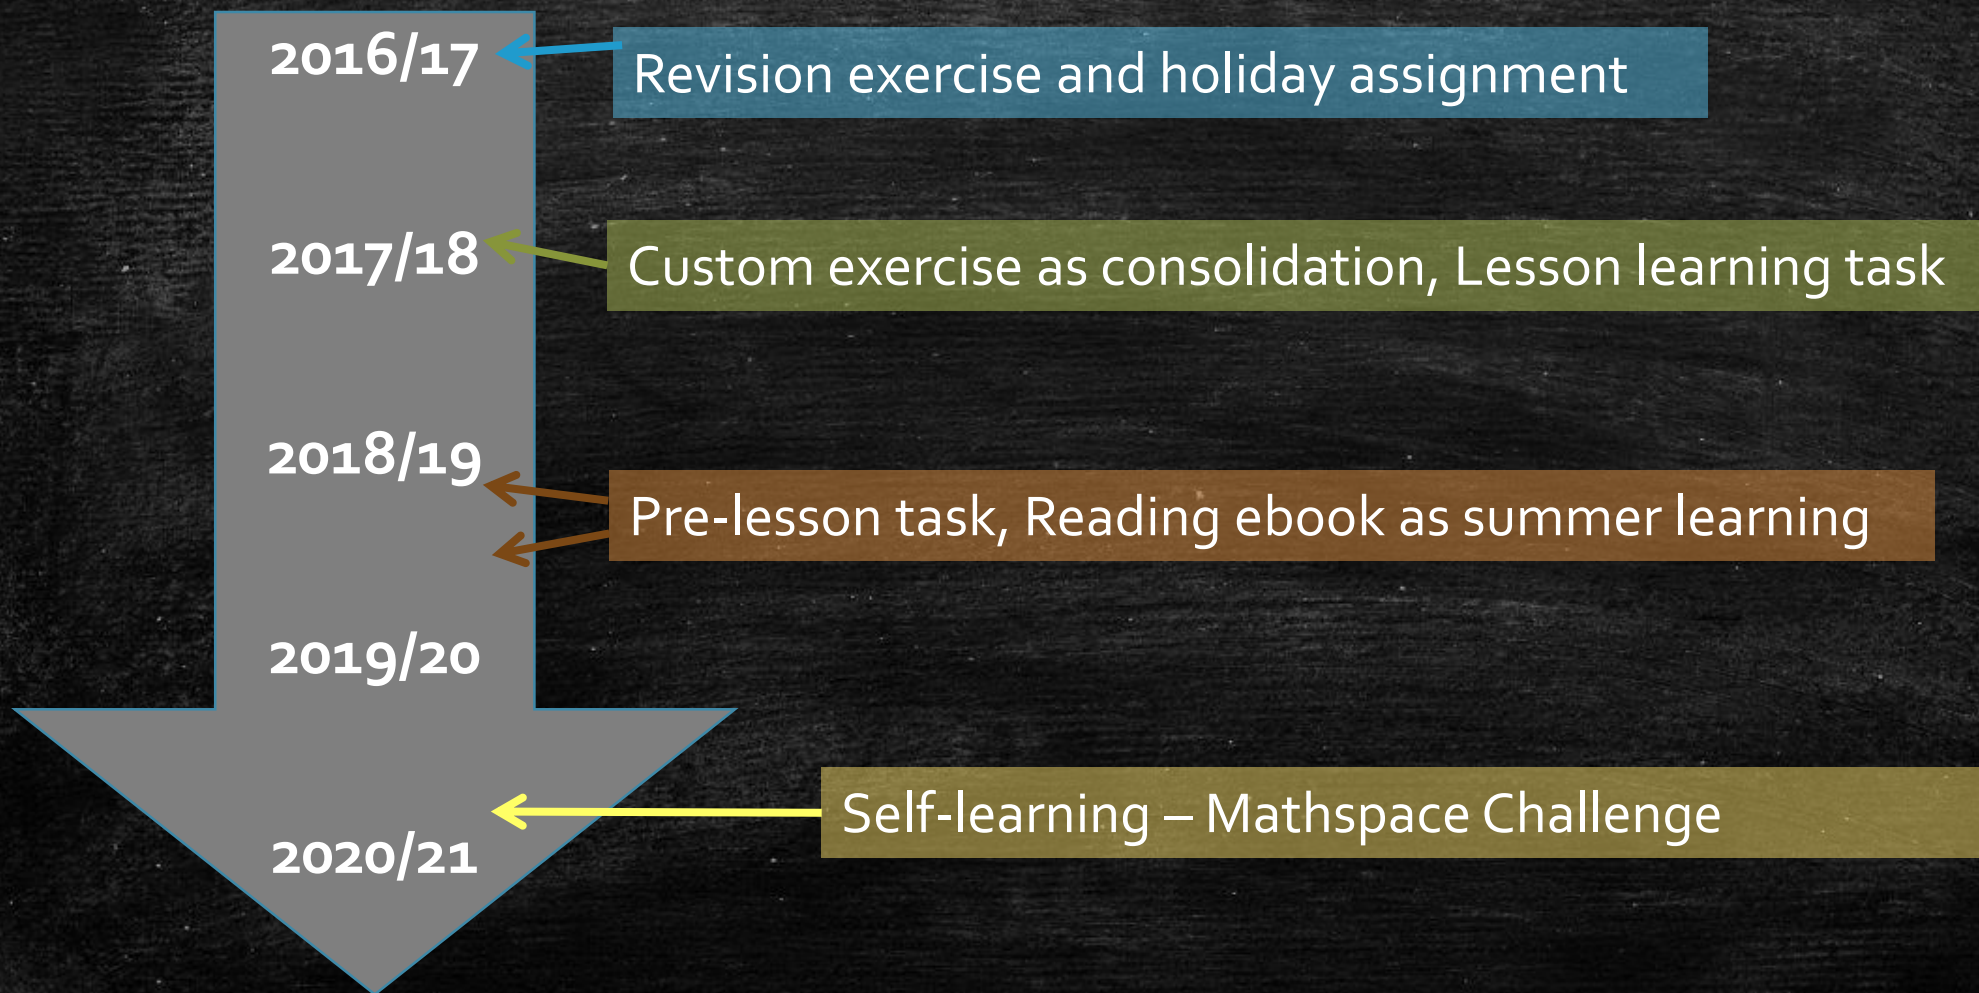 2016/17
Revision exercise and holiday assignment
2017/18
Custom exercise as consolidation, Lesson learning task
2018/19
Pre-lesson task, Reading ebook as summer learning
2019/20
Self-learning – Mathspace Challenge
2020/21